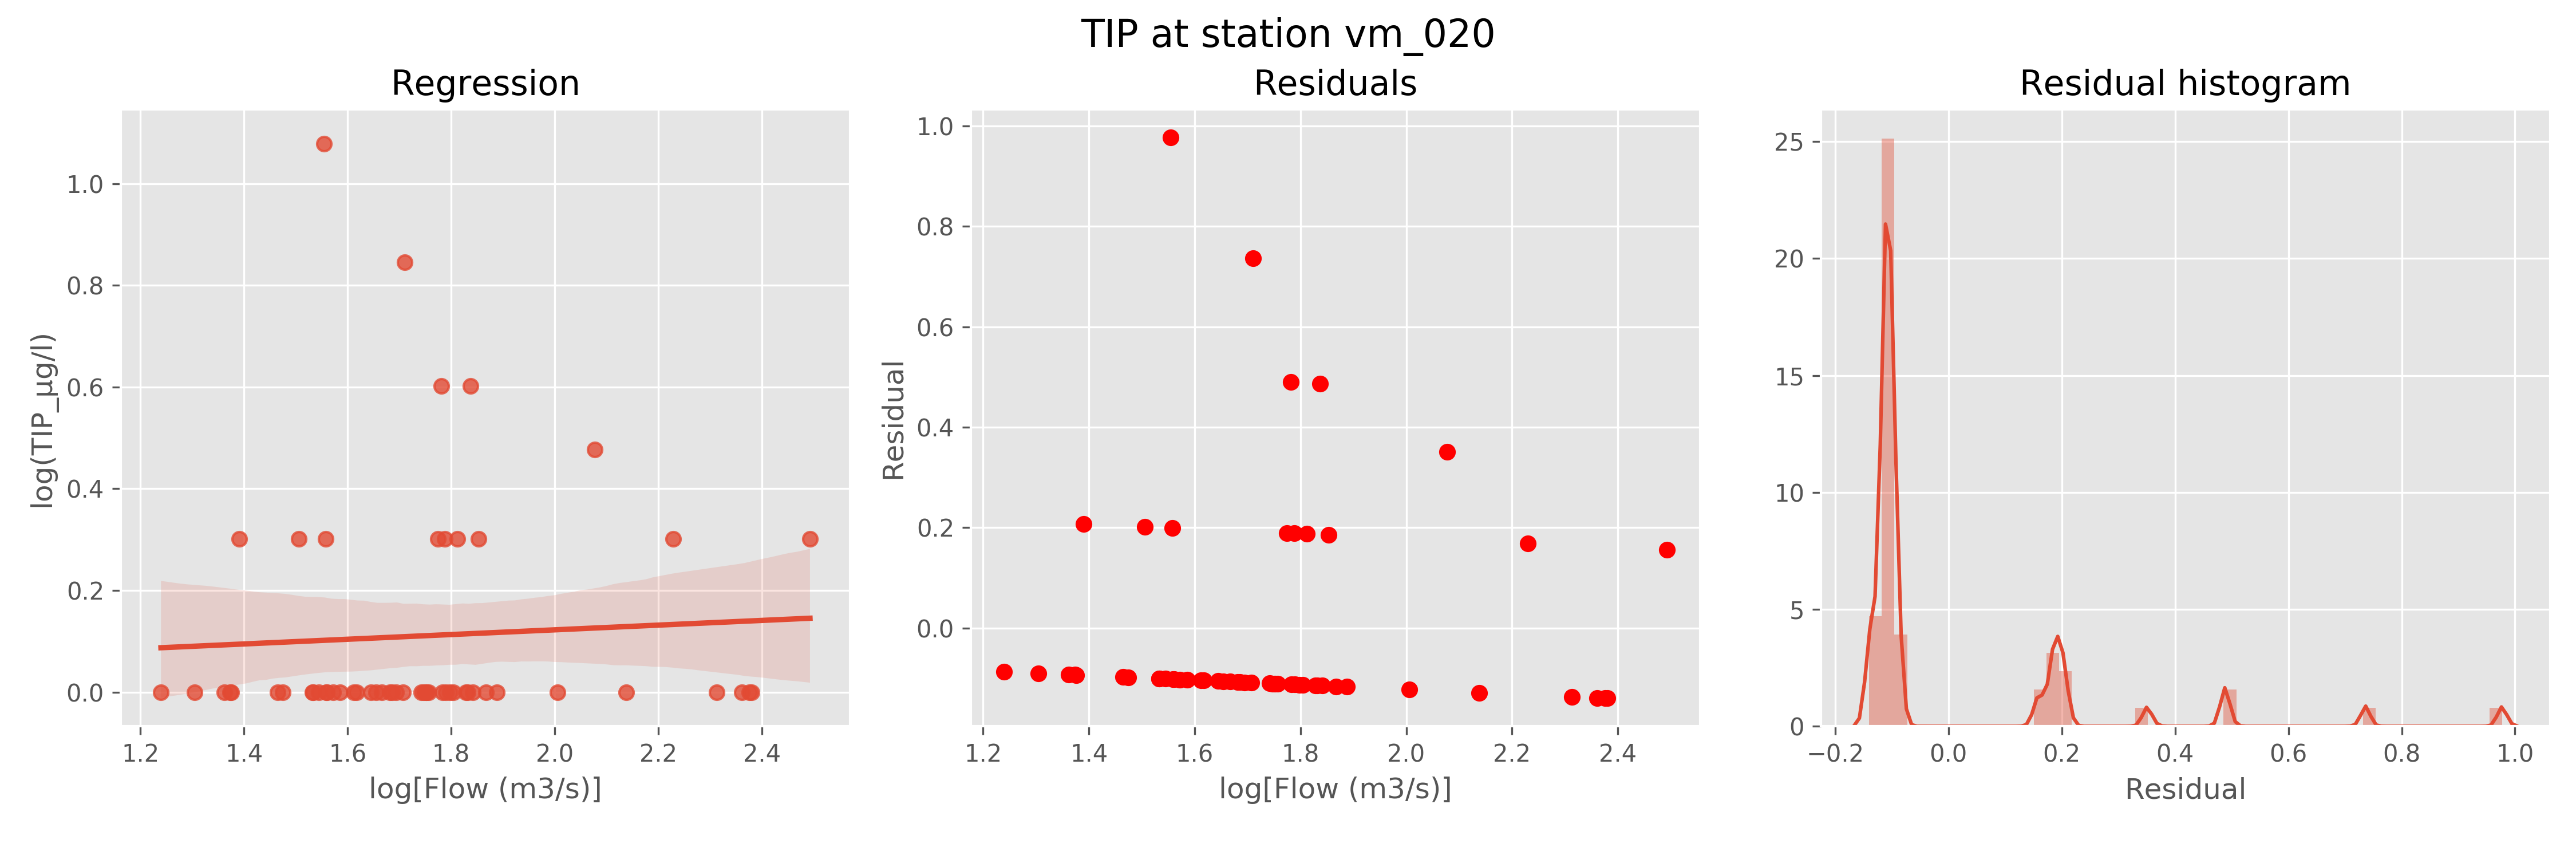 TIP at station vm_020
Regression
1.0
0.8
0.6
0.4
0.2
0.0
log(TIP_µg/l)
1.2 1.4 1.6 1.8 2.0 2.2 2.4
log[Flow (m3/s)]
Residuals
1.0
0.8
0.6
0.4
0.2
0.0
Residual
1.2 1.4 1.6 1.8 2.0 2.2 2.4
log[Flow (m3/s)]
Residual histogram
25
20
15
10
5
0
−0.2 0.0 0.2 0.4 0.6 0.8 1.0
Residual